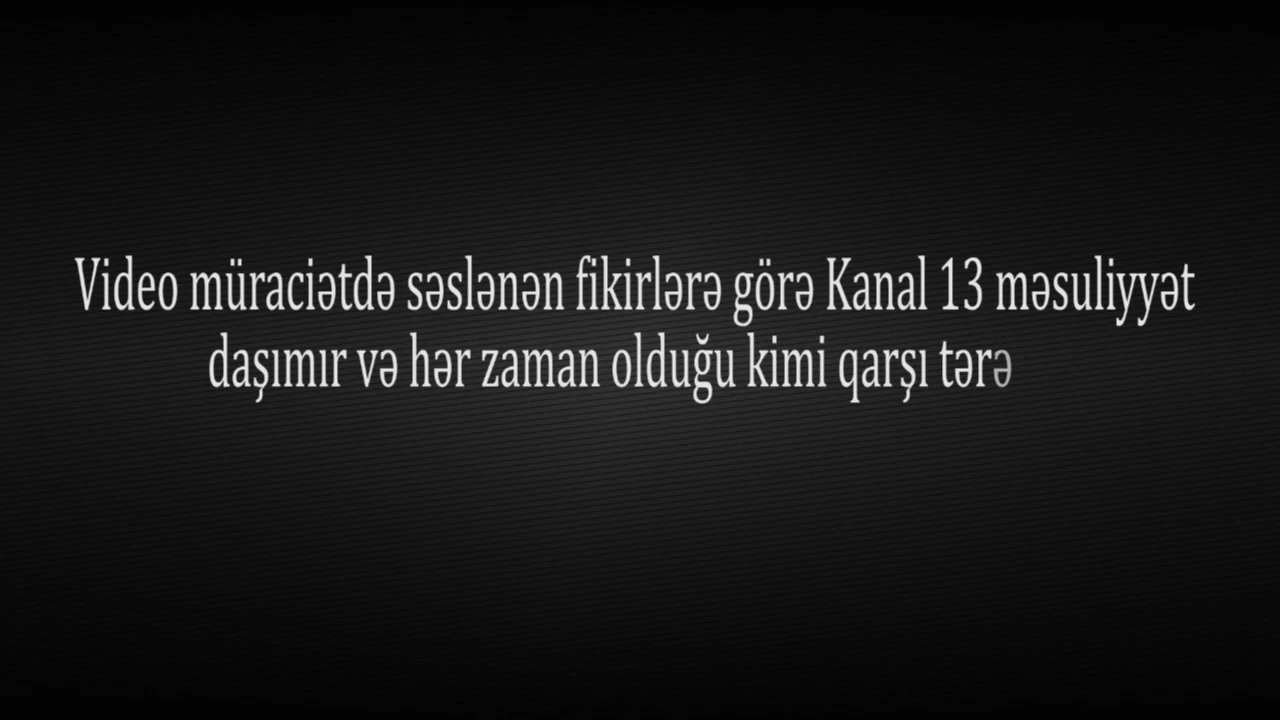 Video müraciətdə səslənən fikirlərə görə Kanal 13 məsuliyyət
daşımır və hər zaman olduğu kimi qarşı tərə